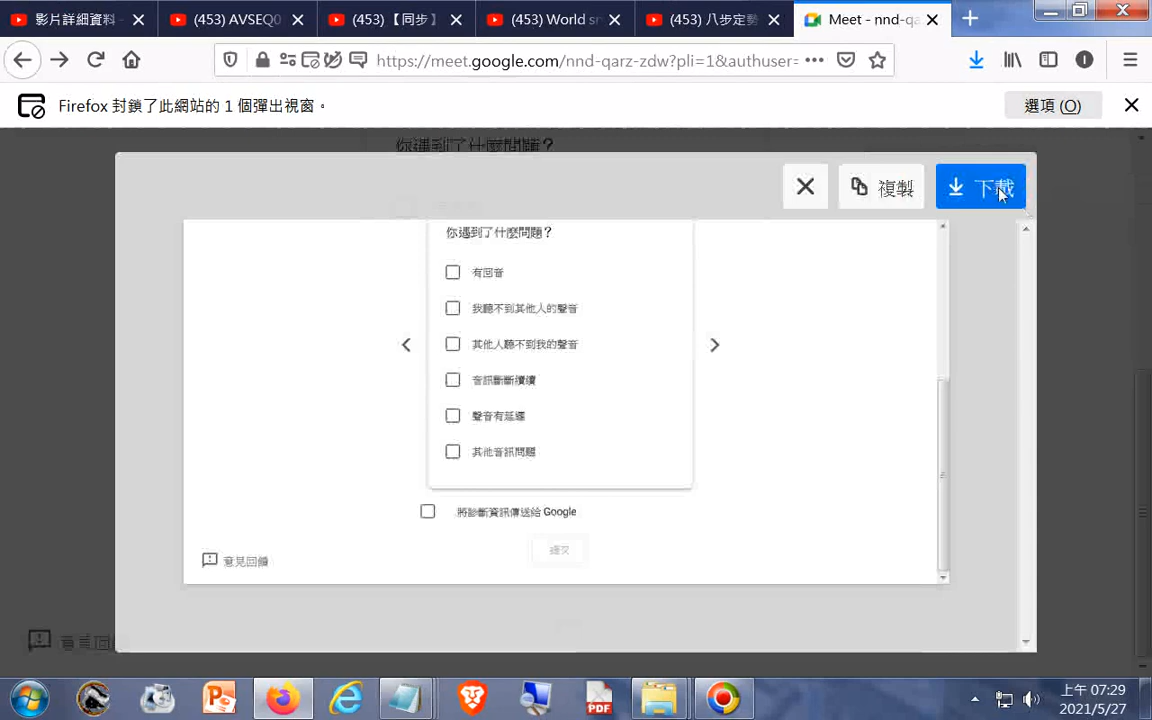 影片詳細資料 -
(453) AVSEQ0
(453)【同步】
(453) World sn
(453) 八步定勢
Meet - nnd-qa
https://meet.google.com/nnd-qarz-zdw?pli=1&authuser=
Firefox 封鎖了此網站的 1 個彈出視窗。
選項 (O)
你遇到了什麼問題?
複製
下載
你遇到了什麼問題?
有回音
我聽不到其他人的聲音
其他人聽不到我的聲音
音訊斷斷續續
聲音有延遲
其他音訊問題
將診斷資訊傳送給 Google
提交
意見回饋
意見回
PDF
上午 07:29
2021/5/27